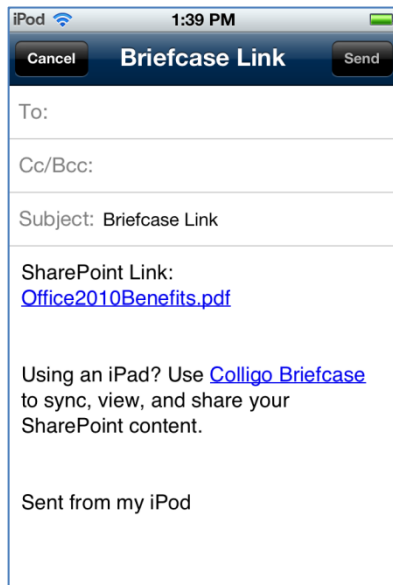 iPod 1:39 PM
Cancel Briefcase Link Send
To:
Cc/Bcc:
Subject: Briefcase Link
SharePoint Link:
Office2010Benefits.pdf
Using an iPad? Use Colligo Briefcase
to sync, view, and share your
SharePoint content.
Sent from my iPod